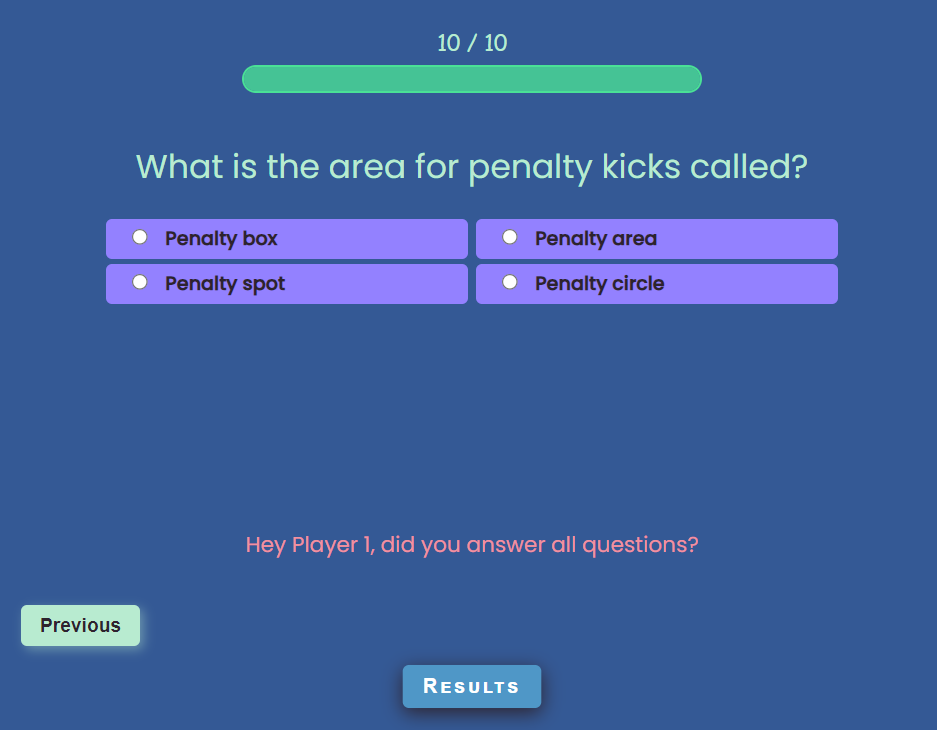 10 / 10
What is the area for penalty kicks called?
Penalty box
Penalty area
Penalty spot
Penalty circle
Hey Player 1, did you answer all questions?
Previous
Results